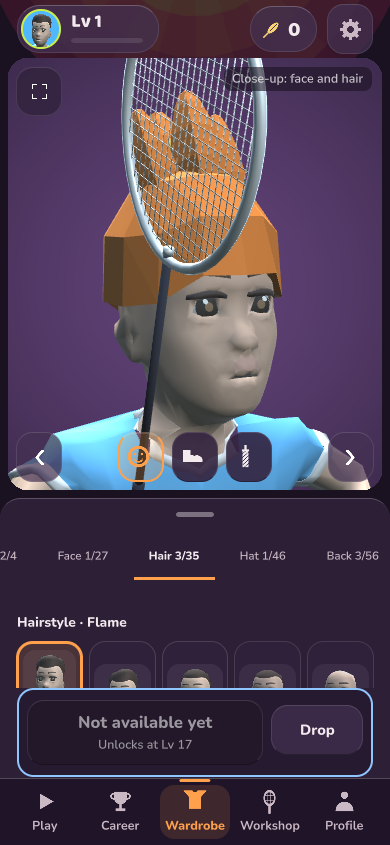 Lv 1
0
Close-up: face and hair
2/4
Face 1/27
Hair 3/35
Hat 1/46
Back 3/56
Hairstyle · Flame
Not available yet
Unlocks at Lv 17
Drop
Play
Career
Wardrobe
Workshop
Profile